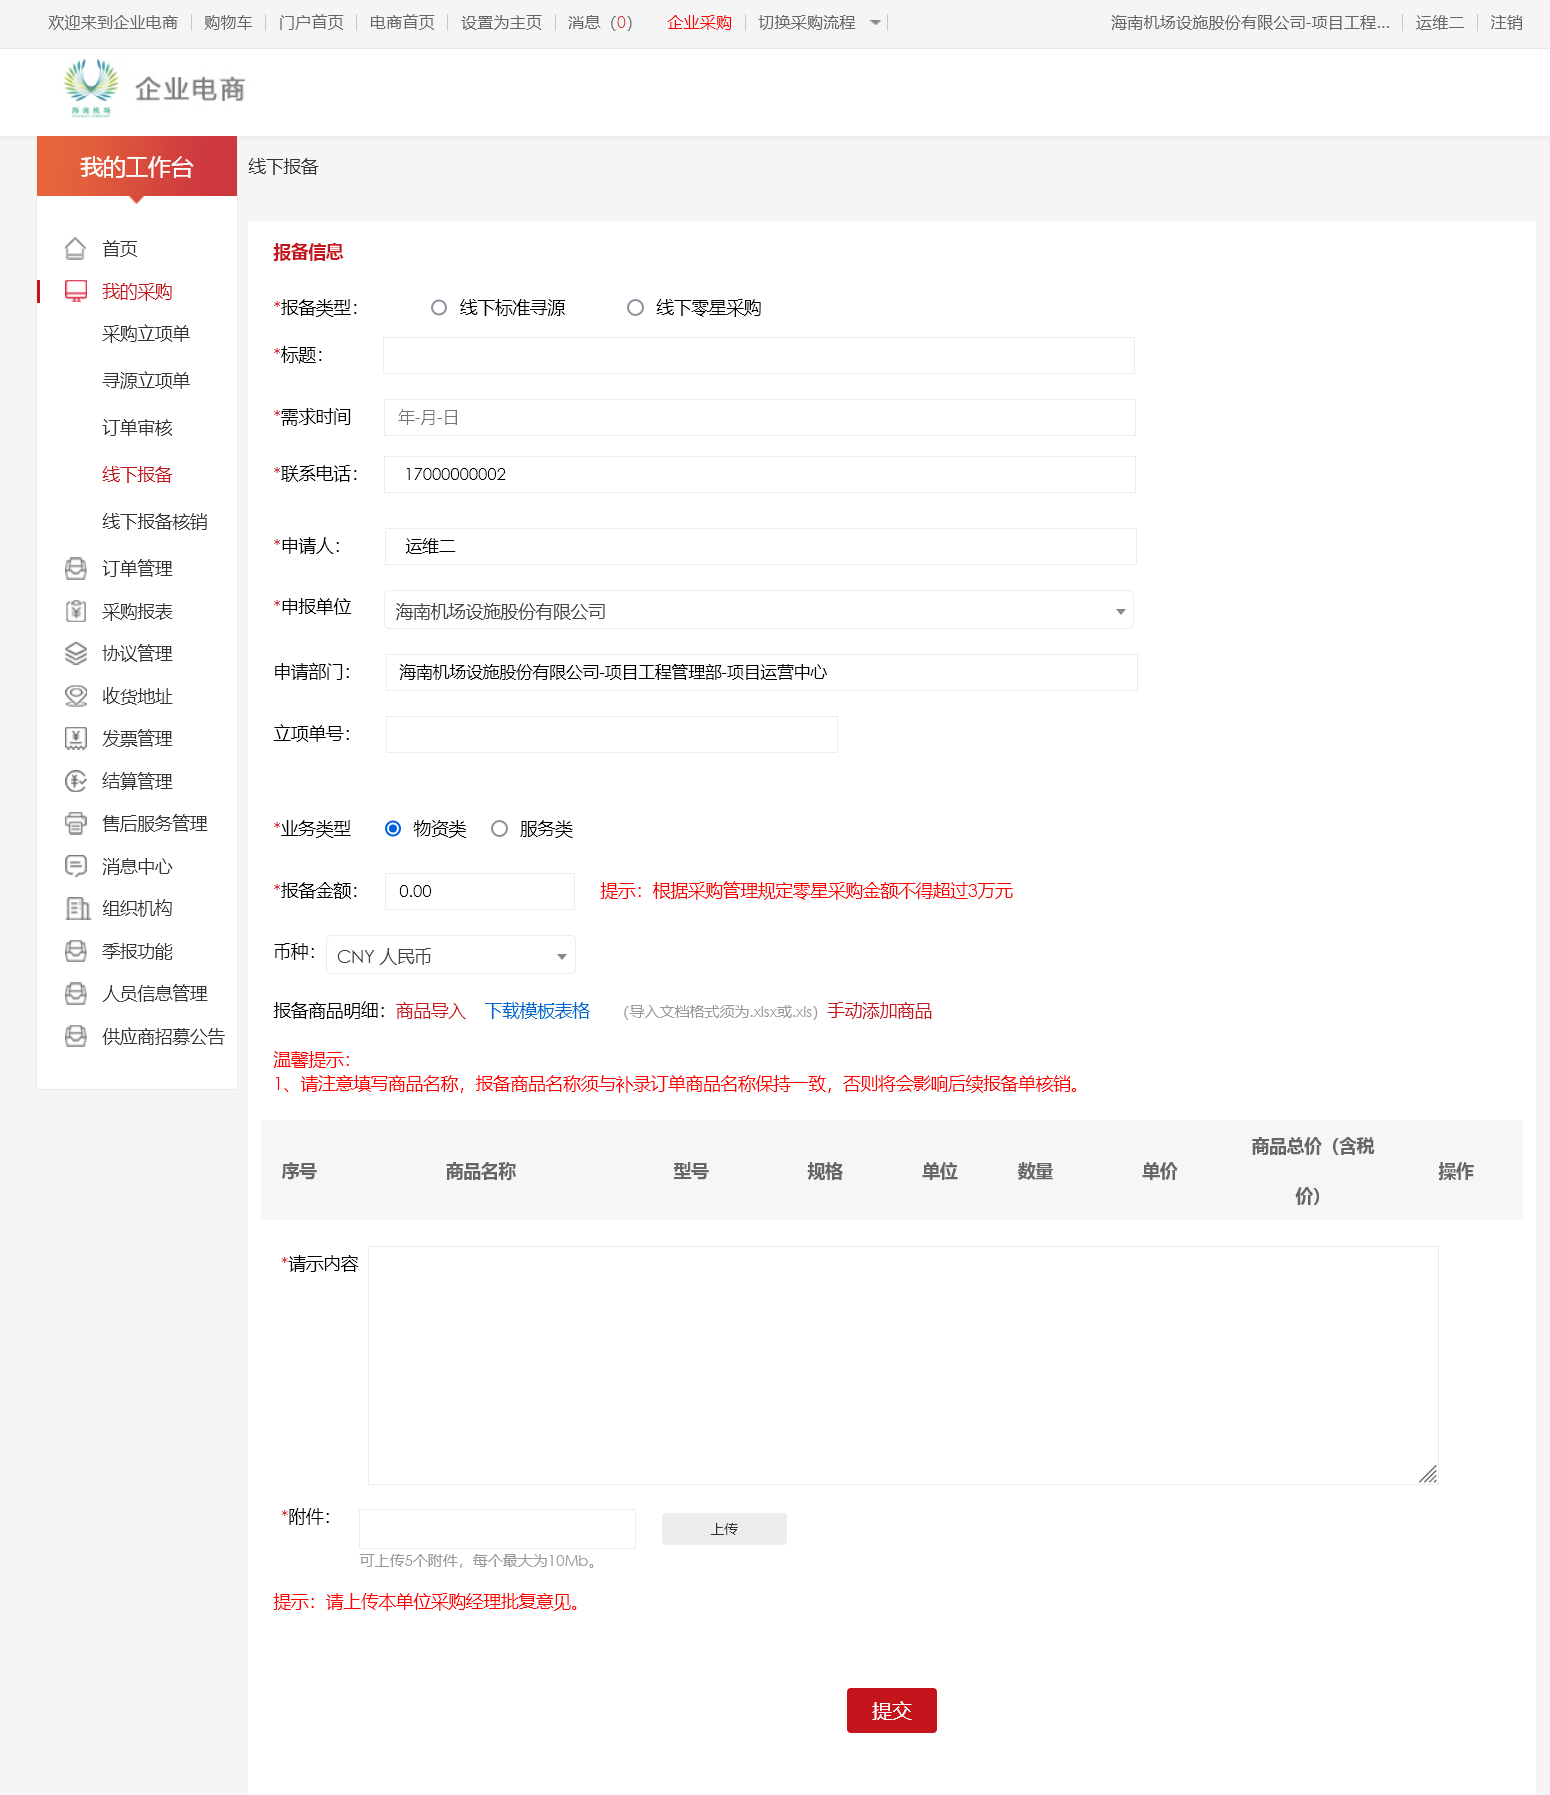 欢迎来到企业电商 购物车 门户首页 电商首页 设置为主页 消息（0） 企业采购 切换采购流程 海南机场设施股份有限公司-项目工程... 运维二 注销
海南机场 企业电商
我的工作台
线下报备
首页
我的采购
采购立项单
寻源立项单
订单审核
线下报备
线下报备核销
订单管理
采购报表
协议管理
收货地址
发票管理
结算管理
售后服务管理
消息中心
组织机构
季报功能
人员信息管理
供应商招募公告
报备信息
*报备类型： 线下标准寻源 线下零星采购
*标题：
*需求时间 年-月-日
*联系电话： 17000000002
*申请人： 运维二
*申报单位 海南机场设施股份有限公司
申请部门： 海南机场设施股份有限公司-项目工程管理部-项目运营中心
立项单号：
*业务类型 物资类 服务类
*报备金额： 0.00 提示：根据采购管理规定零星采购金额不得超过3万元
币种： CNY 人民币
报备商品明细：商品导入 下载模板表格 （导入文档格式须为.xlsx或.xls）手动添加商品
温馨提示：
1、请注意填写商品名称，报备商品名称须与补录订单商品名称保持一致，否则将会影响后续报备单核销。
序号 商品名称 型号 规格 单位 数量 单价 商品总价（含税价） 操作
*请示内容
*附件： 上传
可上传5个附件，每个最大为10Mb。
提示：请上传本单位采购经理批复意见。
提交